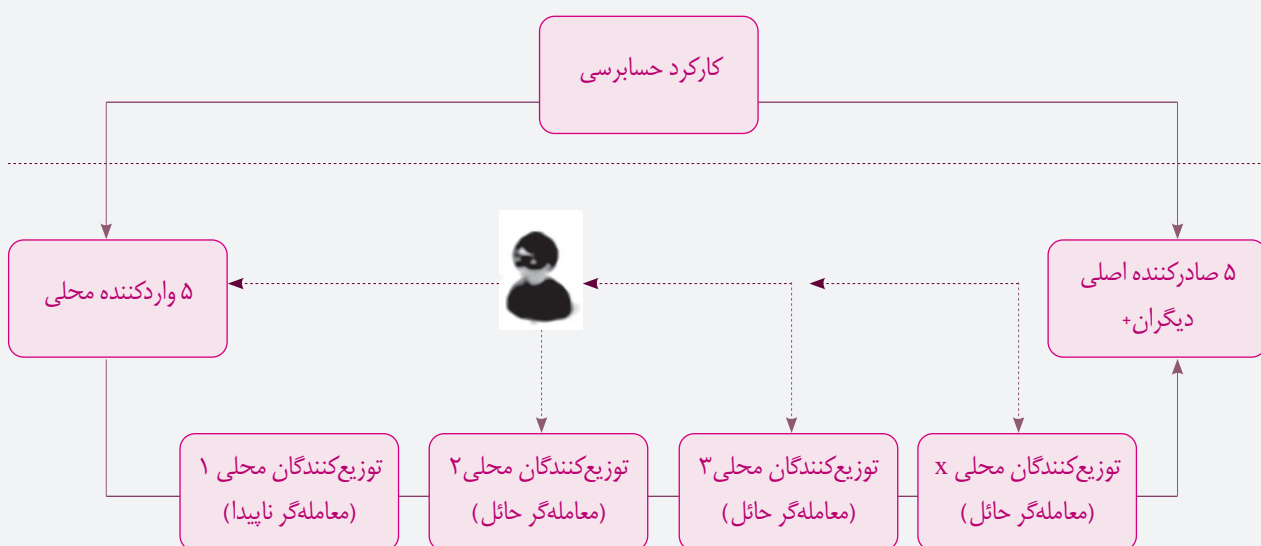 کارکرد حسابرسی
۵ صادرکننده اصلی
دیگران+
۵ واردکننده محلی
توزیع‌کنندگان محلی x
(معامله‌گر حائل)
توزیع‌کنندگان محلی۳
(معامله‌گر حائل)
توزیع‌کنندگان محلی۲
(معامله‌گر حائل)
توزیع‌کنندگان محلی ۱
(معامله‌گر ناپیدا)